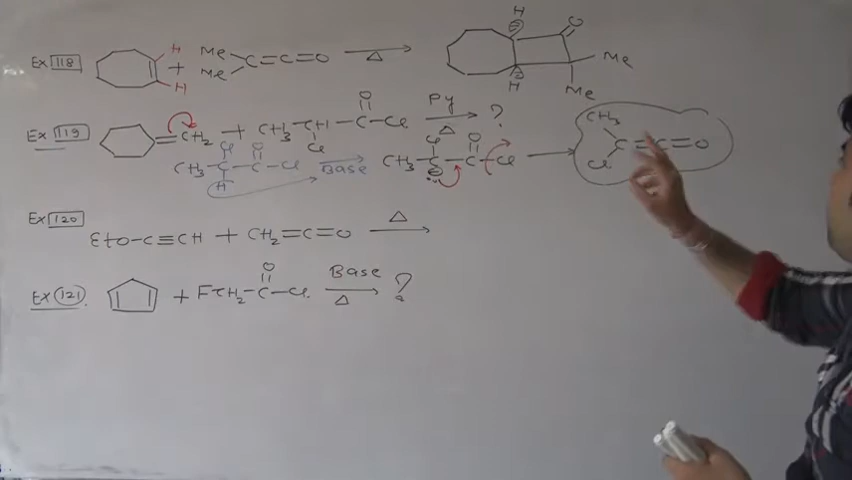 Ex 118 + Me Me C=C=O Δ H H O Me Me H H
Ex 119 =CH2 + CH3-CH-C-Cl O Cl Py Δ ?
CH3-C-C-Cl Cl O H Base CH3-C-C-Cl Cl O CH3 Cl C=C=O
Ex 120 EtO-C≡CH + CH2=C=O Δ
Ex 121. + FCH2-C-Cl. O Base Δ ?